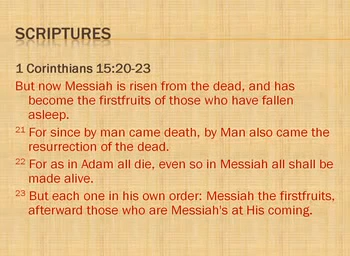 SCRIPTURES
1 Corinthians 15:20-23
But now Messiah is risen from the dead, and has
become the firstfruits of those who have fallen
asleep.
21 For since by man came death, by Man also came the
resurrection of the dead.
22 For as in Adam all die, even so in Messiah all shall be
made alive.
23 But each one in his own order: Messiah the firstfruits,
afterward those who are Messiah's at His coming.